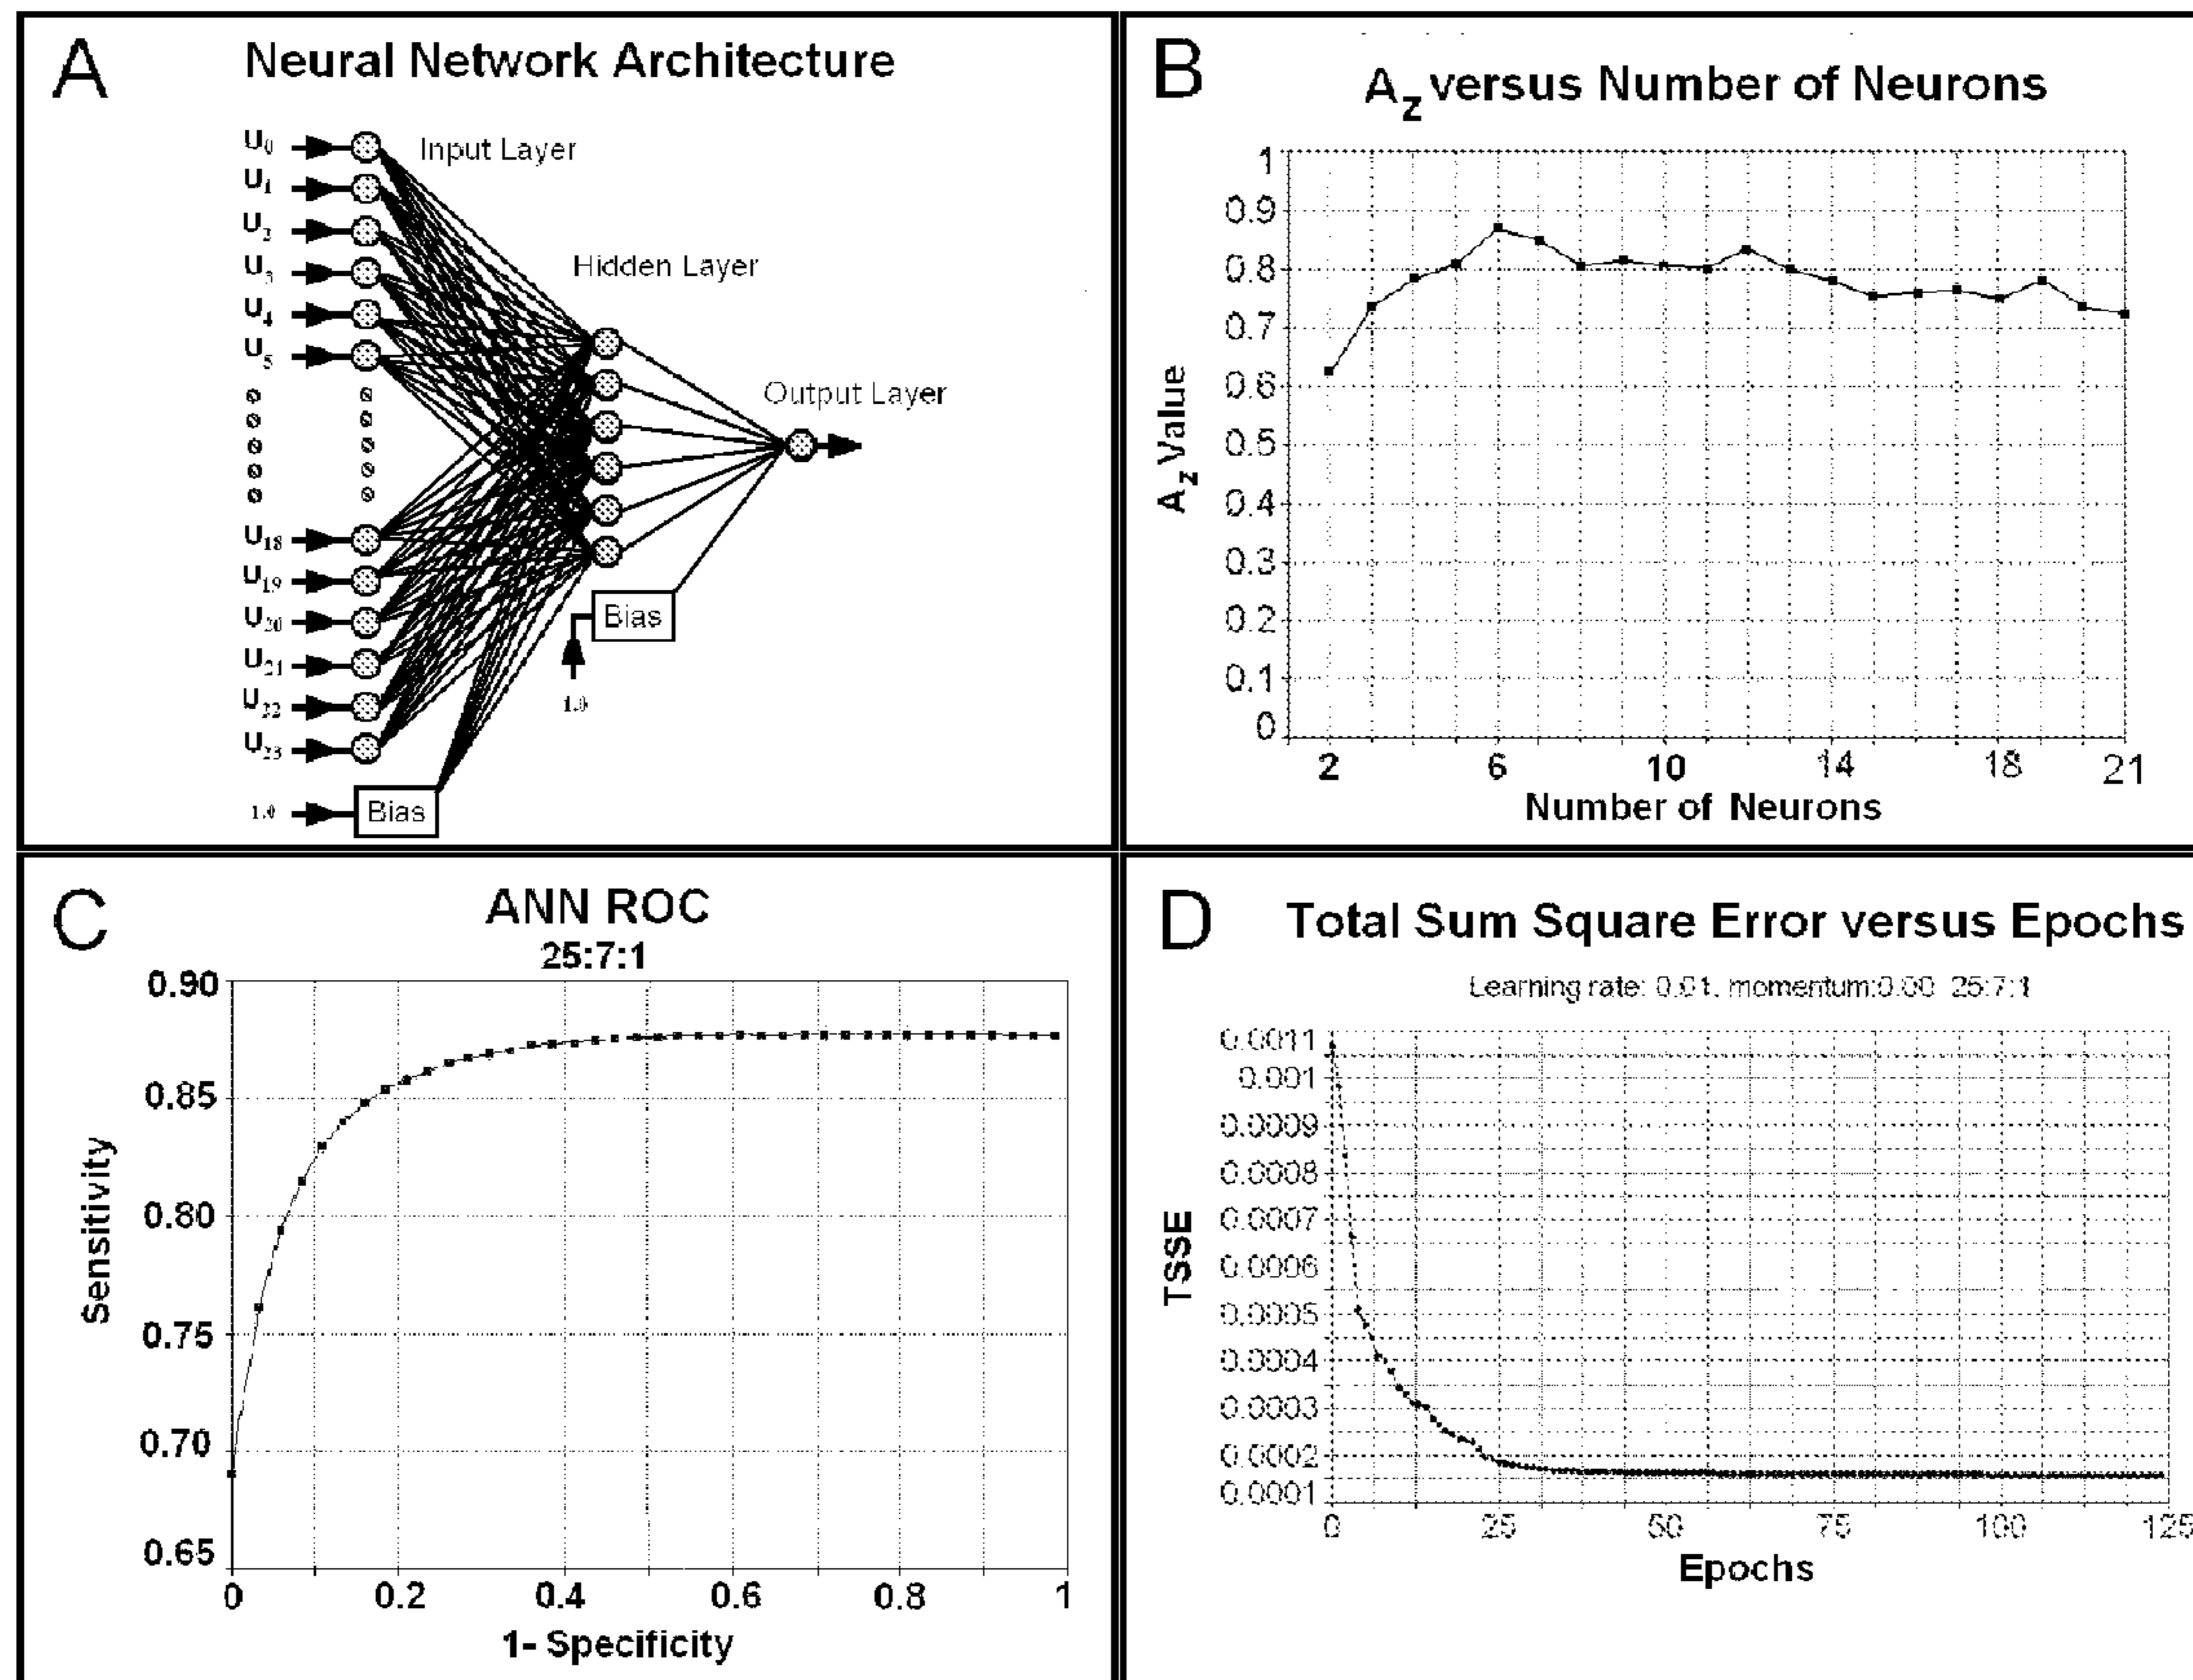 A
Neural Network Architecture
U0
Input Layer
U1
U2
U3
Hidden Layer
U4
U5
Output Layer
U18
U19
U20
Bias
U21
U22
1.0
U23
1.0
Bias
B
Az versus Number of Neurons
1
0.9
0.8
0.7
0.6
0.5
0.4
0.3
0.2
0.1
0
Az Value
2 6 10 14 18 21
Number of Neurons
C
ANN ROC
25:7:1
0.90
0.85
0.80
0.75
0.70
0.65
Sensitivity
0 0.2 0.4 0.6 0.8 1
1- Specificity
D
Total Sum Square Error versus Epochs
Learning rate: 0.01, momentum:0.00 25:7:1
0.0011
0.001
0.0009
0.0008
0.0007
0.0006
0.0005
0.0004
0.0003
0.0002
0.0001
TSSE
0 25 50 75 100 125
Epochs